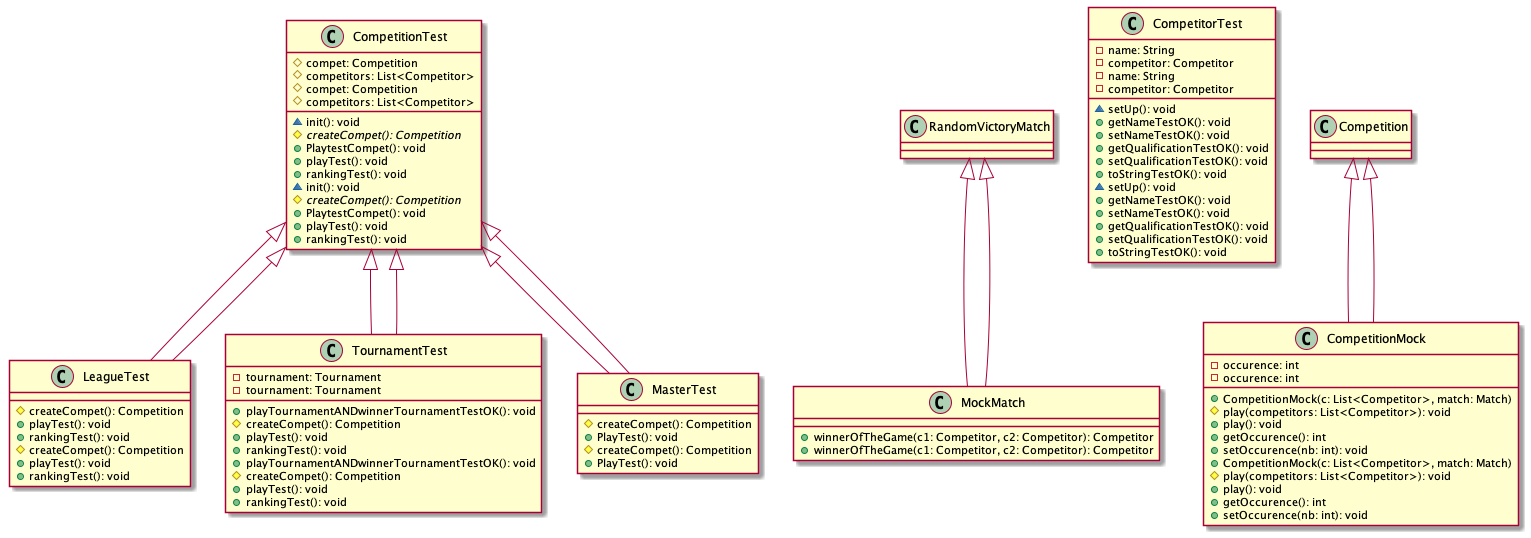 C CompetitionTest
compet: Competition
competitors: List<Competitor>
compet: Competition
competitors: List<Competitor>
init(): void
createCompet(): Competition
PlaytestCompet(): void
playTest(): void
rankingTest(): void
init(): void
createCompet(): Competition
PlaytestCompet(): void
playTest(): void
rankingTest(): void
C LeagueTest
createCompet(): Competition
playTest(): void
rankingTest(): void
createCompet(): Competition
playTest(): void
rankingTest(): void
C TournamentTest
tournament: Tournament
tournament: Tournament
playTournamentANDwinnerTournamentTestOK(): void
createCompet(): Competition
playTest(): void
rankingTest(): void
playTournamentANDwinnerTournamentTestOK(): void
createCompet(): Competition
playTest(): void
rankingTest(): void
C MasterTest
createCompet(): Competition
PlayTest(): void
createCompet(): Competition
PlayTest(): void
C RandomVictoryMatch
C MockMatch
winnerOfTheGame(c1: Competitor, c2: Competitor): Competitor
winnerOfTheGame(c1: Competitor, c2: Competitor): Competitor
C CompetitorTest
name: String
competitor: Competitor
name: String
competitor: Competitor
setUp(): void
getNameTestOK(): void
setNameTestOK(): void
getQualificationTestOK(): void
setQualificationTestOK(): void
toStringTestOK(): void
setUp(): void
getNameTestOK(): void
setNameTestOK(): void
getQualificationTestOK(): void
setQualificationTestOK(): void
toStringTestOK(): void
C Competition
C CompetitionMock
occurence: int
occurence: int
CompetitionMock(c: List<Competitor>, match: Match)
play(competitors: List<Competitor>): void
play(): void
getOccurence(): int
setOccurence(nb: int): void
CompetitionMock(c: List<Competitor>, match: Match)
play(competitors: List<Competitor>): void
play(): void
getOccurence(): int
setOccurence(nb: int): void